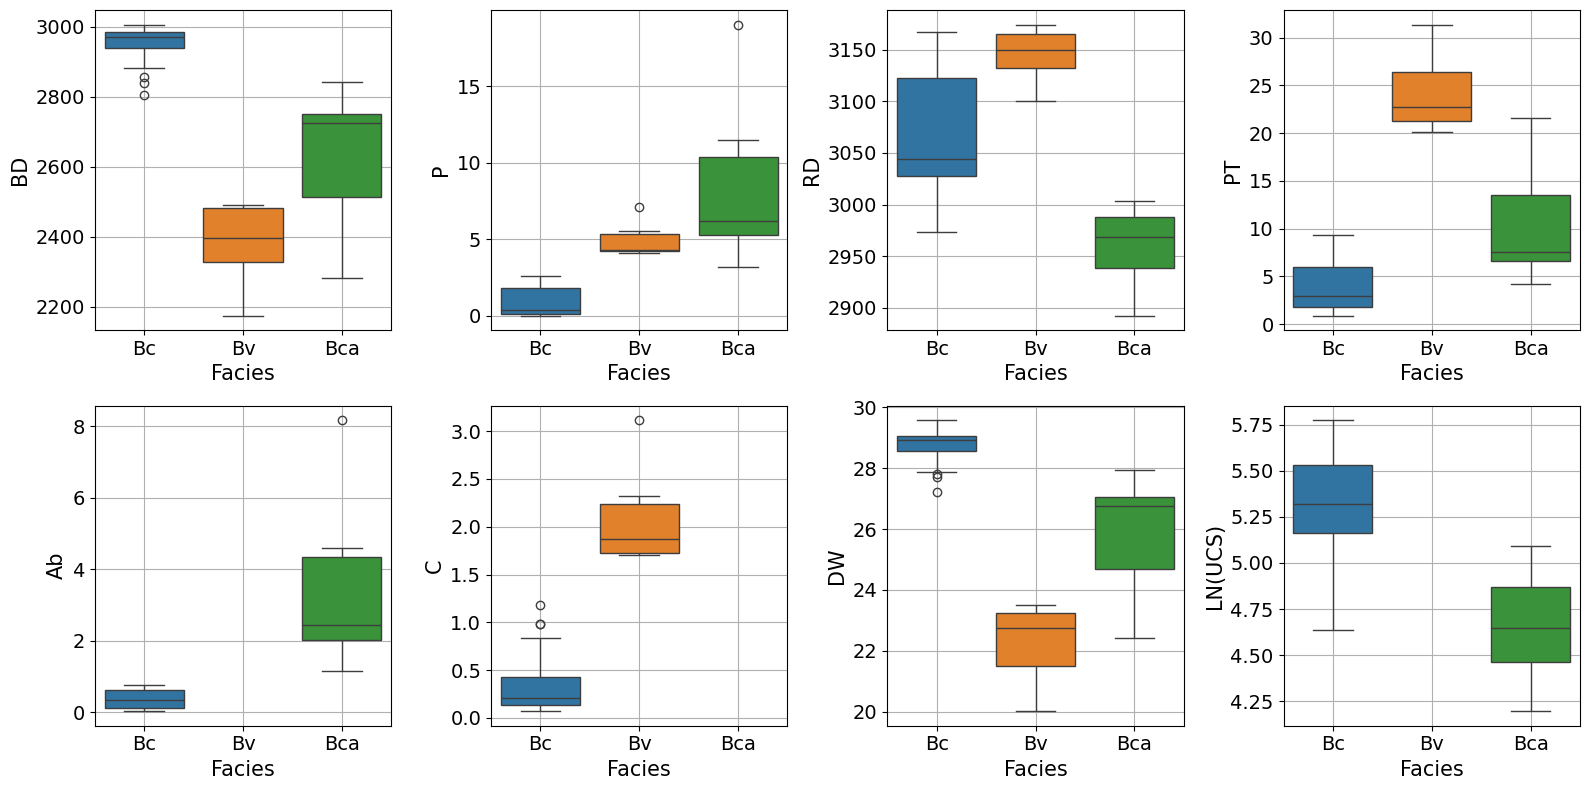 BD
3000
2800
2600
2400
2200
Bc Bv Bca
Facies
P
15
10
5
0
Bc Bv Bca
Facies
RD
3150
3100
3050
3000
2950
2900
Bc Bv Bca
Facies
PT
30
25
20
15
10
5
0
Bc Bv Bca
Facies
Ab
8
6
4
2
0
Bc Bv Bca
Facies
C
3.0
2.5
2.0
1.5
1.0
0.5
0.0
Bc Bv Bca
Facies
DW
30
28
26
24
22
20
Bc Bv Bca
Facies
LN(UCS)
5.75
5.50
5.25
5.00
4.75
4.50
4.25
Bc Bv Bca
Facies